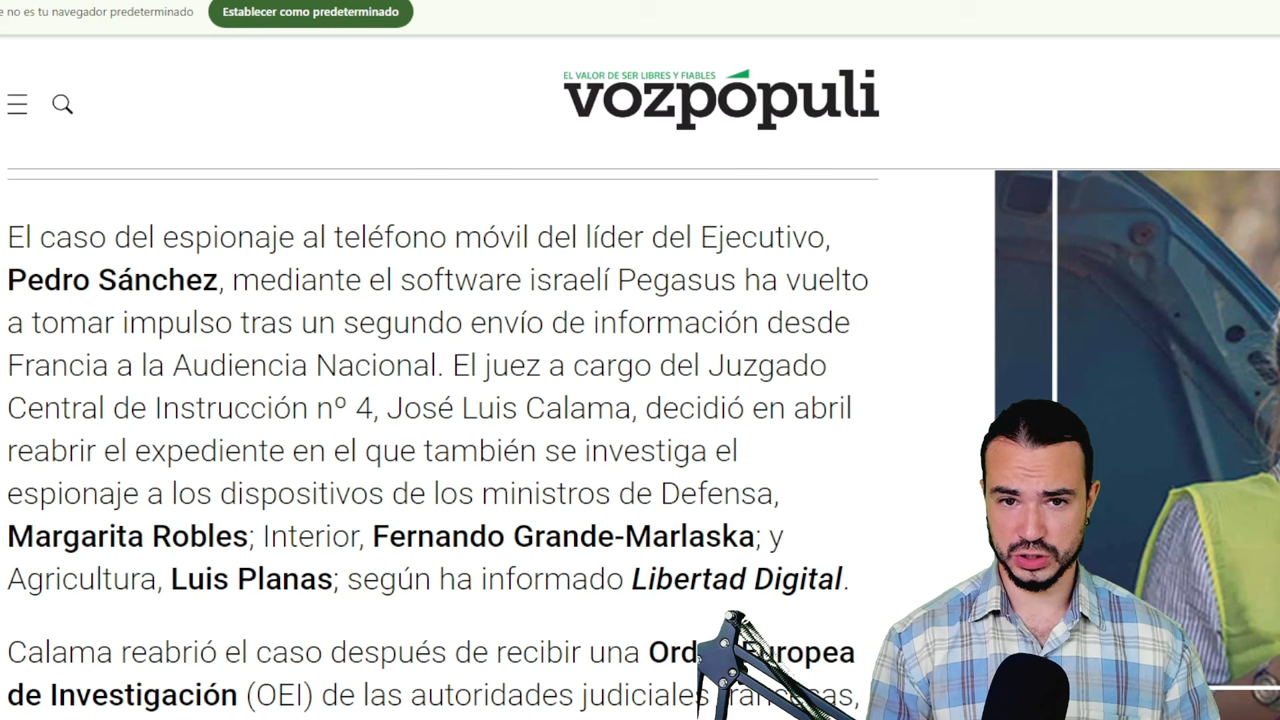 no es tu navegador predeterminado
Establecer como predeterminado
EL VALOR DE SER LIBRES Y FIABLES
vozpópuli
El caso del espionaje al teléfono móvil del líder del Ejecutivo,
Pedro Sánchez, mediante el software israelí Pegasus ha vuelto
a tomar impulso tras un segundo envío de información desde
Francia a la Audiencia Nacional. El juez a cargo del Juzgado
Central de Instrucción nº 4, José Luis Calama, decidió en abril
reabrir el expediente en el que también se investiga el
espionaje a los dispositivos de los ministros de Defensa,
Margarita Robles; Interior, Fernando Grande-Marlaska; y
Agricultura, Luis Planas; según ha informado Libertad Digital.
Calama reabrió el caso después de recibir una Orden Europea
de Investigación (OEI) de las autoridades judiciales francesas,